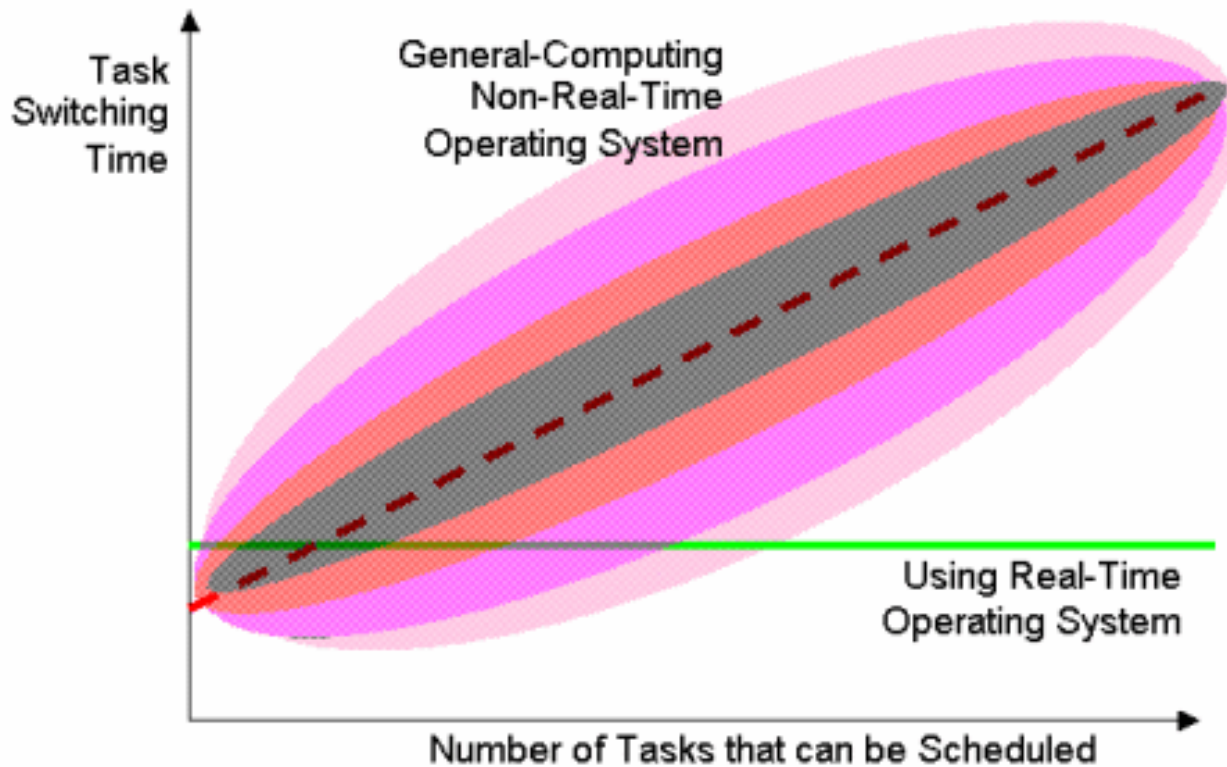 Task
Switching
Time
General-Computing
Non-Real-Time
Operating System
Using Real-Time
Operating System
Number of Tasks that can be Scheduled